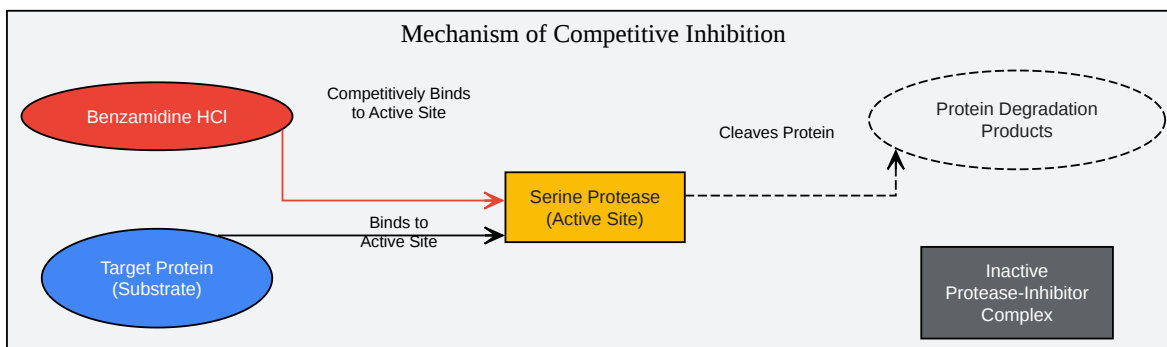 Mechanism of Competitive Inhibition
Benzamidine HCl
Competitively Binds
to Active Site
Cleaves Protein
Protein Degradation
Products
Serine Protease
(Active Site)
Binds to
Active Site
Target Protein
(Substrate)
Inactive
Protease-Inhibitor
Complex